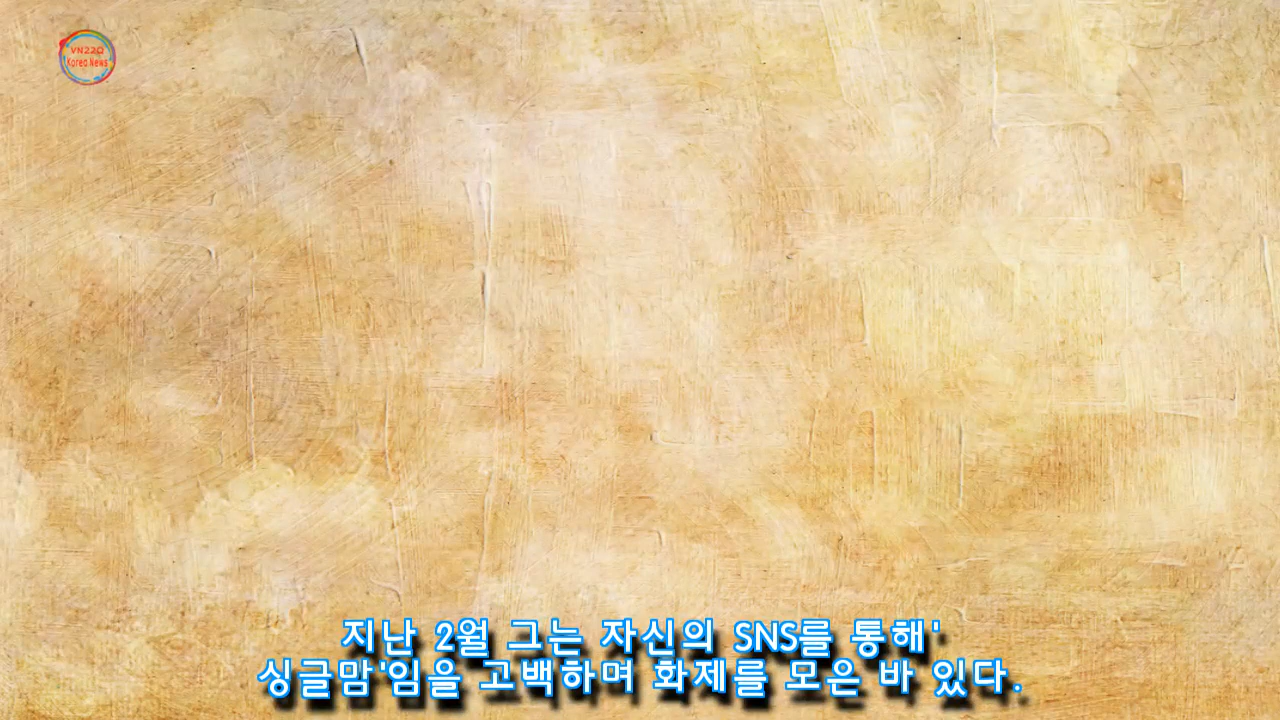 VN22Q
Korea News
지난 2월 그는 자신의 SNS를 통해'
싱글맘'임을 고백하며 화제를 모은 바 있다.